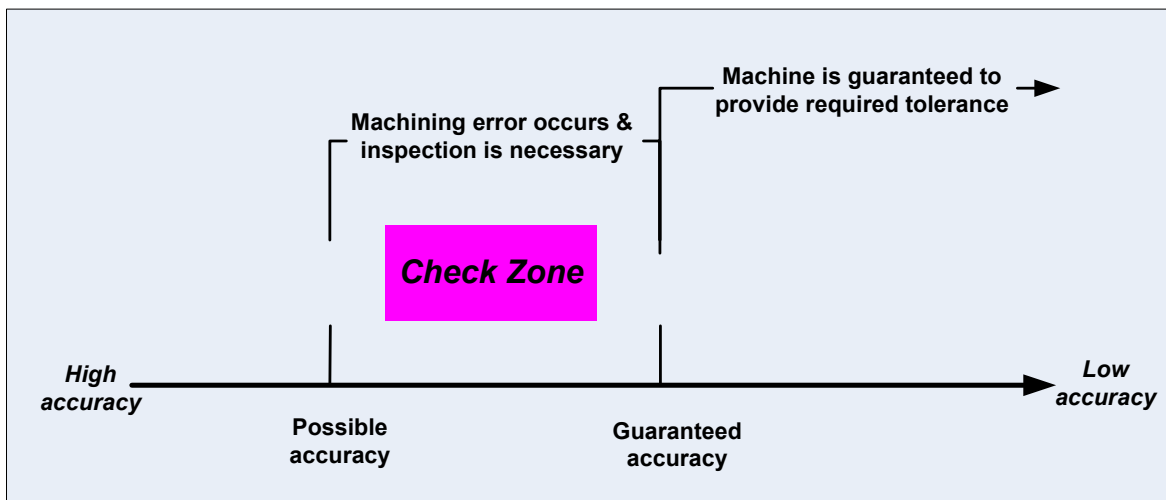 Machine is guaranteed to
provide required tolerance
Machining error occurs &
inspection is necessary
Check Zone
High
accuracy
Low
accuracy
Possible
accuracy
Guaranteed
accuracy